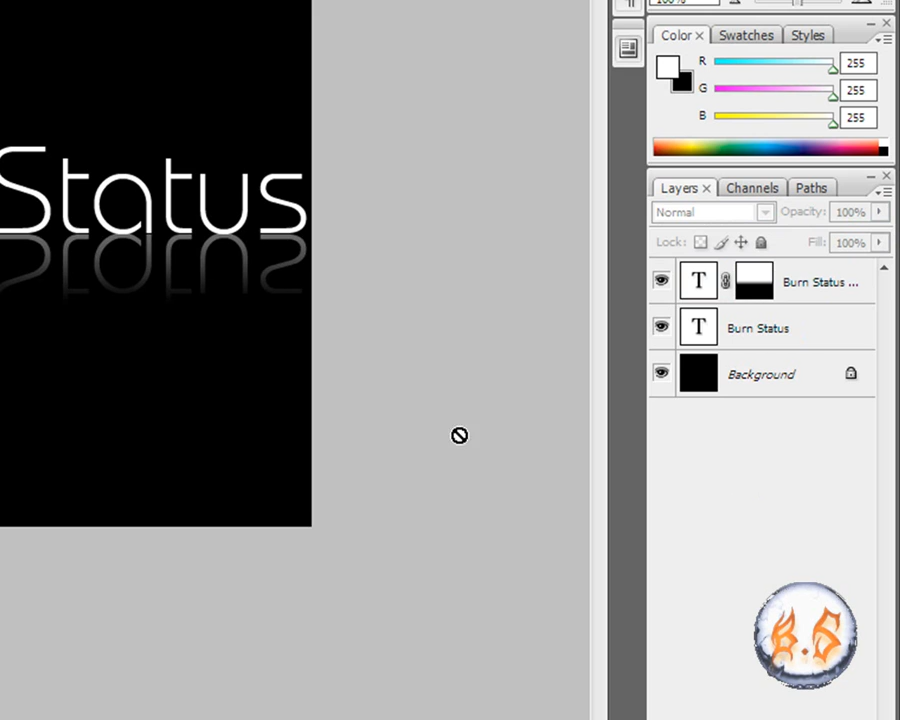 Color × Swatches Styles
R 255
G 255
B 255
Status
Layers × Channels Paths
Normal Opacity: 100%
Lock: Fill: 100%
T Burn Status ...
T Burn Status
Background
B.S